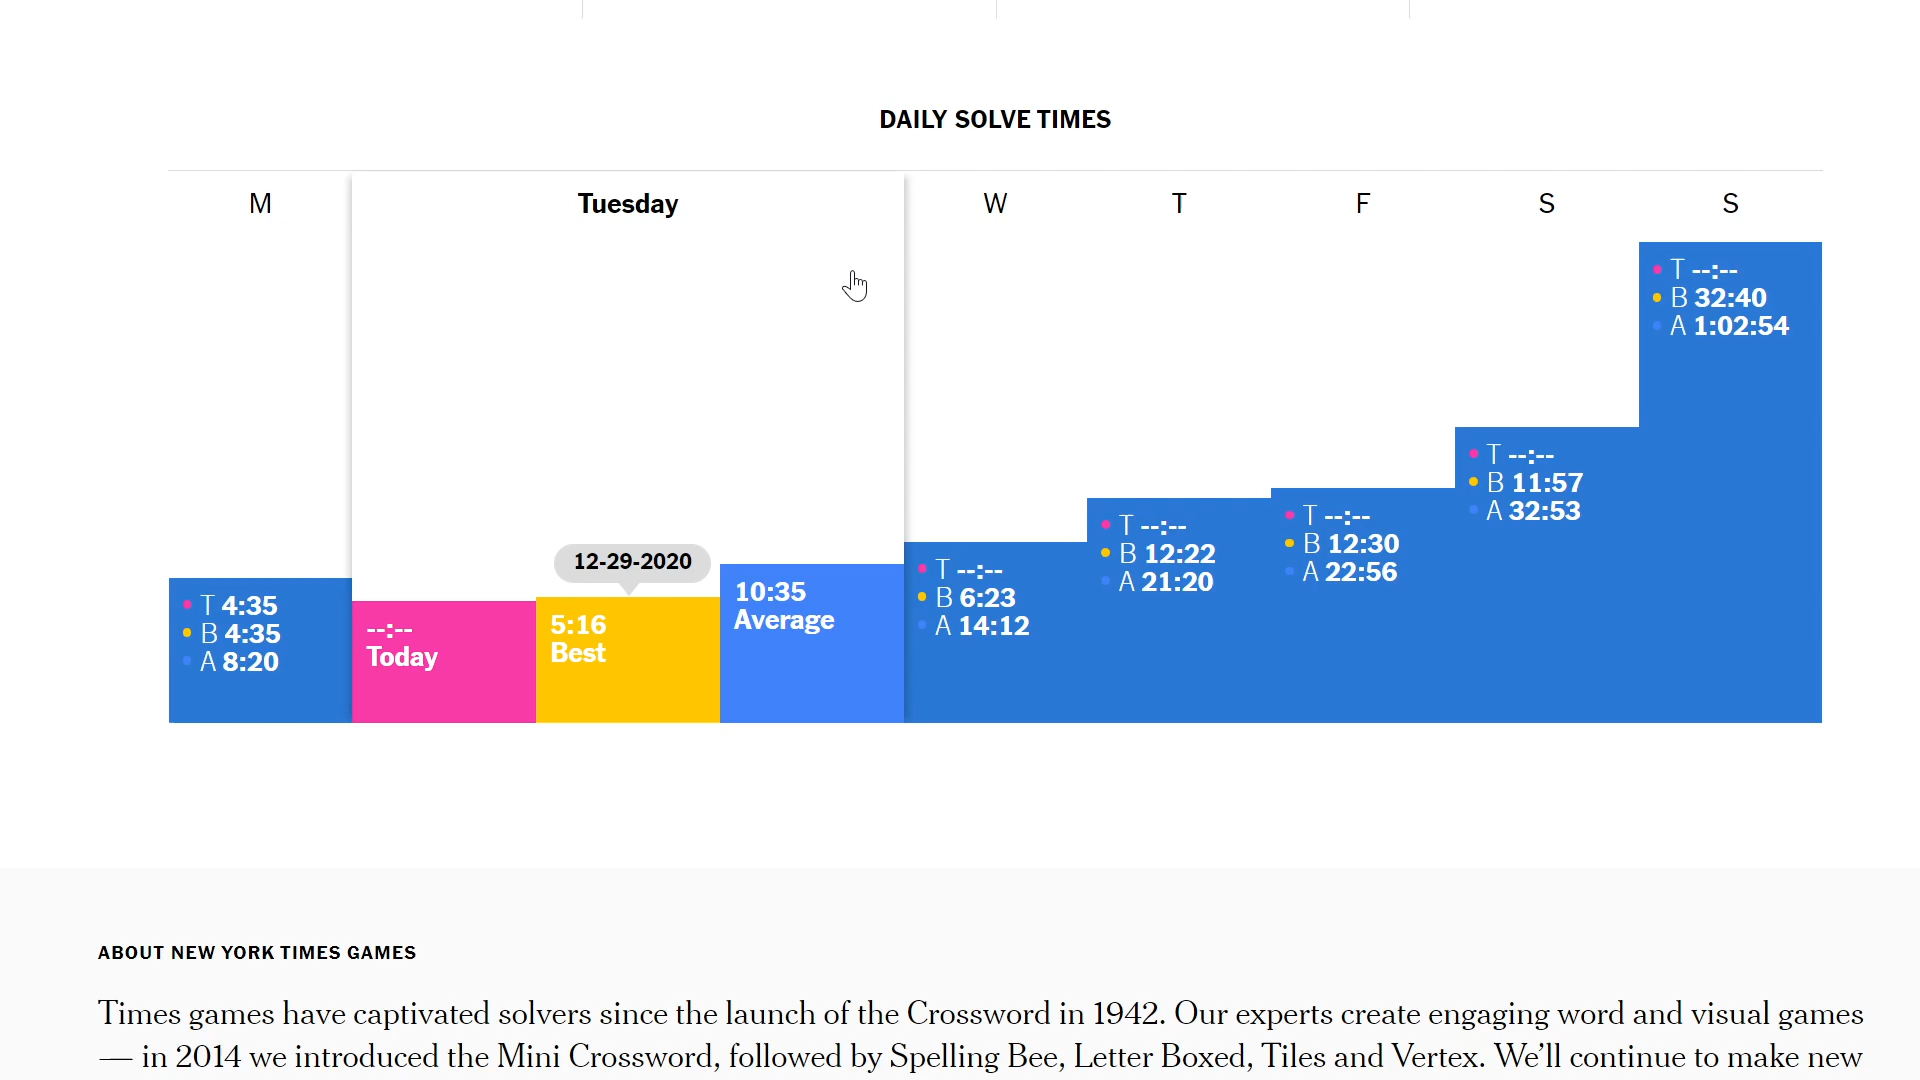 DAILY SOLVE TIMES
M
Tuesday
W
T
F
S
S
T 4:35
B 4:35
A 8:20
--:--
Today
12-29-2020
5:16
Best
10:35
Average
T --:--
B 6:23
A 14:12
T --:--
B 12:22
A 21:20
T --:--
B 12:30
A 22:56
T --:--
B 11:57
A 32:53
T --:--
B 32:40
A 1:02:54
ABOUT NEW YORK TIMES GAMES
Times games have captivated solvers since the launch of the Crossword in 1942. Our experts create engaging word and visual games
— in 2014 we introduced the Mini Crossword, followed by Spelling Bee, Letter Boxed, Tiles and Vertex. We’ll continue to make new